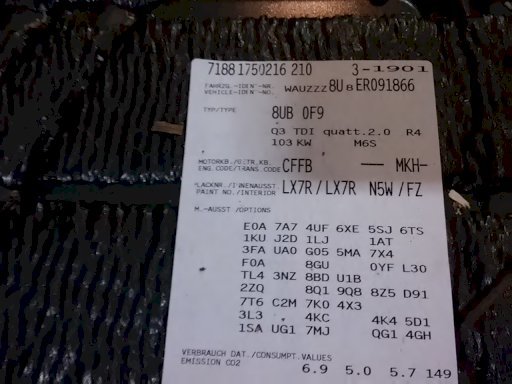 71881750216 210 3-1901
FAHRZG.-IDENT-NR. WAUZZZ8U8ER091866
VEHICLE-IDENT-NO.
TYP/TYPE 8UB 0F9
Q3 TDI quatt.2.0 R4
103 KW M6S
MOTORKB./GETR.KB. CFFB --- MKH-
ENG.CODE/TRANS.CODE
LACKNR./INNENAUSST LX7R/LX7R N5W/FZ
PAINT NO./INTERIOR
M.-AUSST /OPTIONS
E0A 7A7 4UF 6XE 5SJ 6TS
1KU J2D 1LJ 1AT
3FA UA0 G05 5MA 7X4
F0A 8GU 0YF L30
TL4 3NZ 8BD U1B
2ZQ 8Q1 9Q8 8Z5 D91
7T6 C2M 7K0 4X3
3L3 4KC 4K4 5D1
1SA UG1 7MJ QG1 4GH
VERBRAUCH DAT./CONSUMPT.VALUES
EMISSION CO2
6.9 5.0 5.7 149